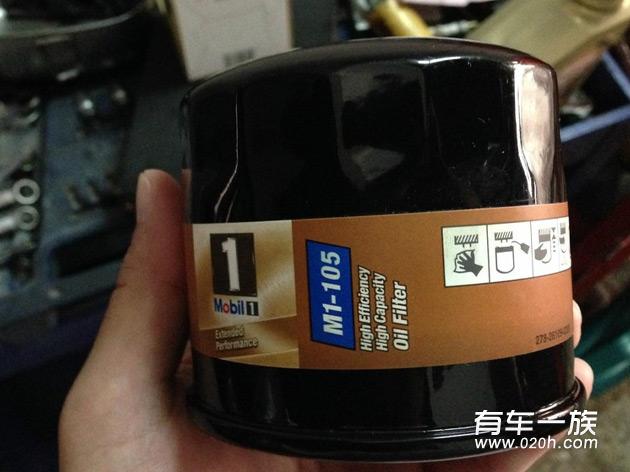 1
Mobil 1
Extended
Performance
M1-105
High Efficiency
High Capacity
Oil Filter
有车一族
www.020h.com